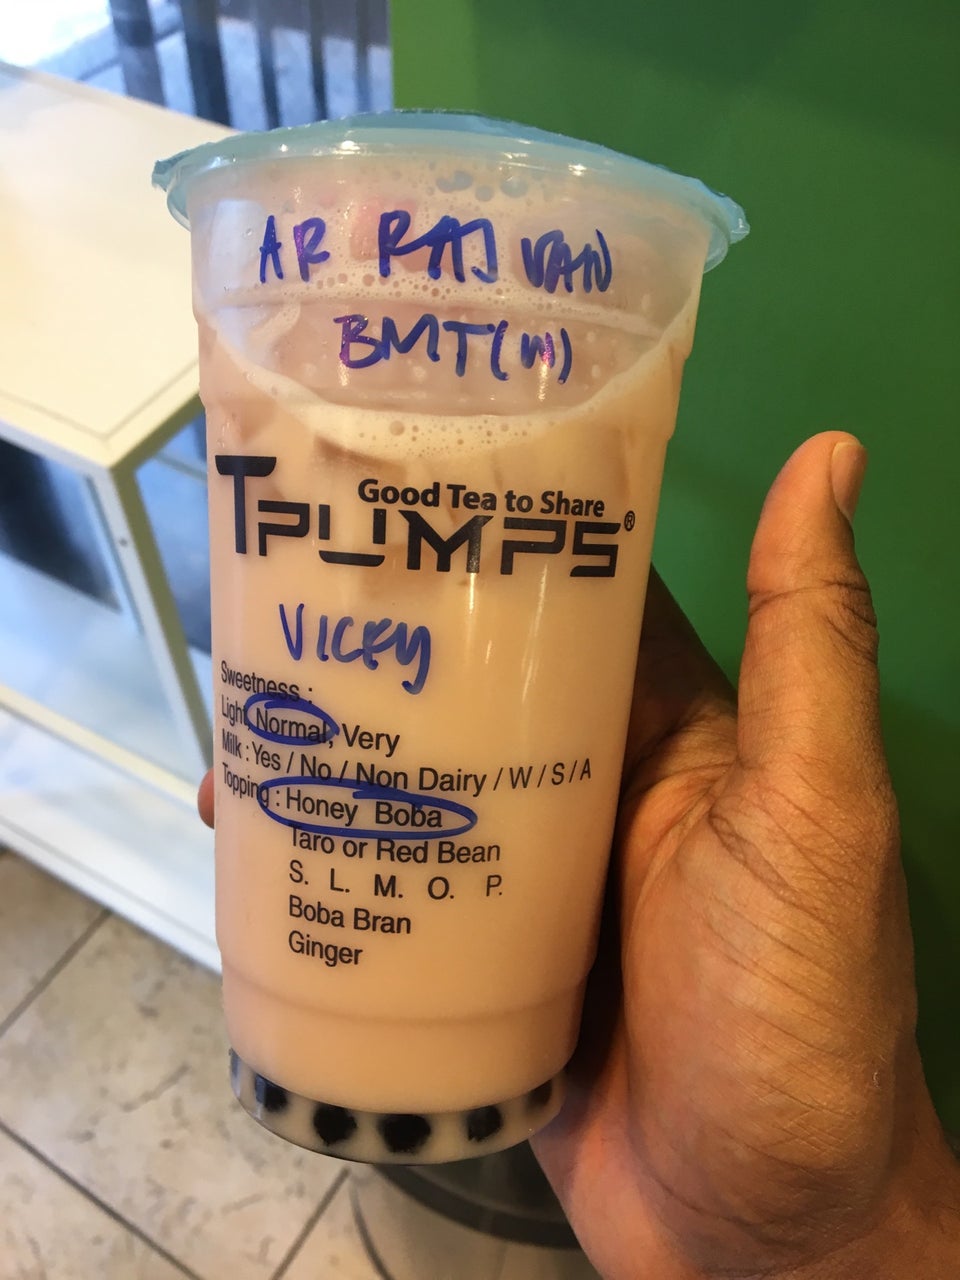 AR RAS VAN
BMT(W)
Good Tea to Share
TPUMPS®
VICKY
Sweetness :
Light, Normal, Very
Milk : Yes / No / Non Dairy / W / S / A
Topping : Honey Boba
Taro or Red Bean
S. L. M. O. P.
Boba Bran
Ginger